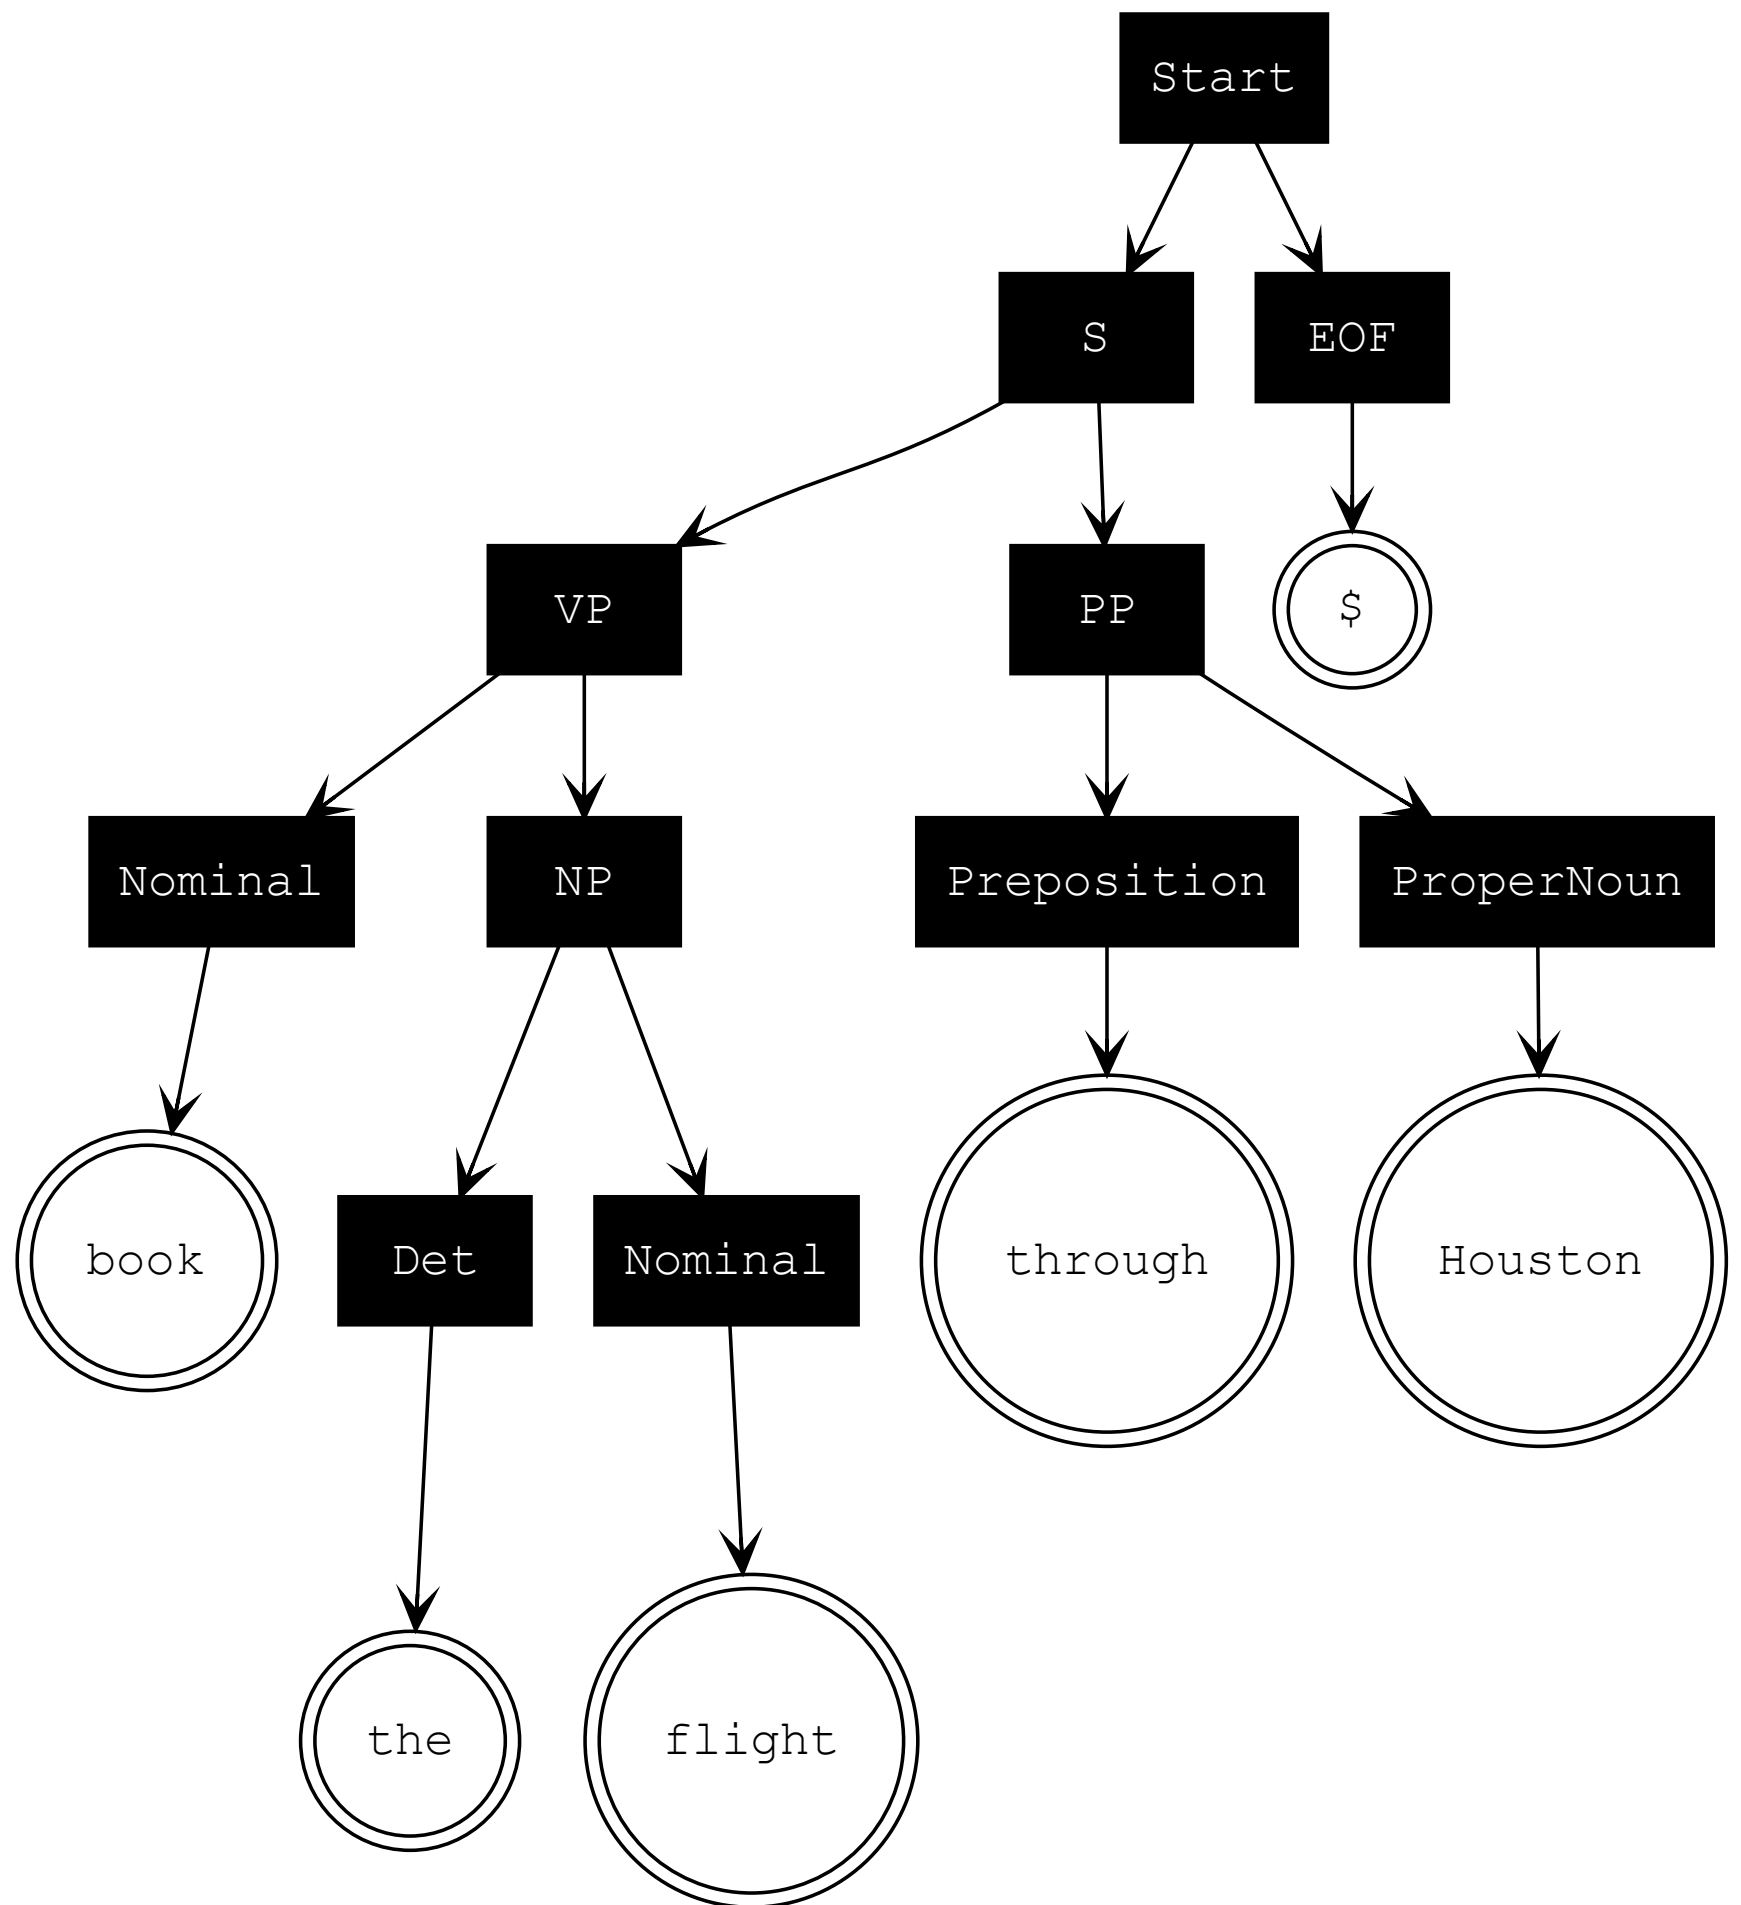 Start
S
EOF
VP
PP
$
Nominal
NP
Preposition
ProperNoun
book
Det
Nominal
through
Houston
the
flight